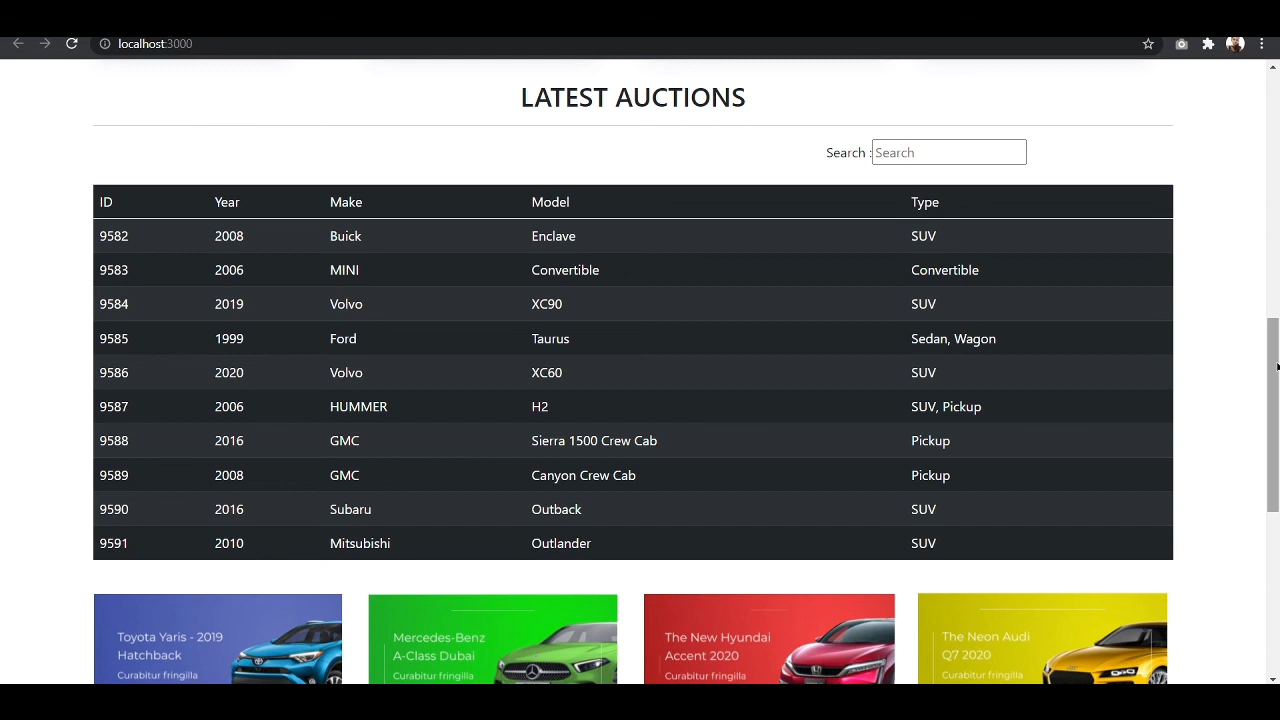 localhost:3000
LATEST AUCTIONS
Search : Search
ID Year Make Model Type
9582 2008 Buick Enclave SUV
9583 2006 MINI Convertible Convertible
9584 2019 Volvo XC90 SUV
9585 1999 Ford Taurus Sedan, Wagon
9586 2020 Volvo XC60 SUV
9587 2006 HUMMER H2 SUV, Pickup
9588 2016 GMC Sierra 1500 Crew Cab Pickup
9589 2008 GMC Canyon Crew Cab Pickup
9590 2016 Subaru Outback SUV
9591 2010 Mitsubishi Outlander SUV
Toyota Yaris - 2019
Hatchback
Curabitur fringilla
Mercedes-Benz
A-Class Dubai
Curabitur fringilla
The New Hyundai
Accent 2020
Curabitur fringilla
The Neon Audi
Q7 2020
Curabitur fringilla